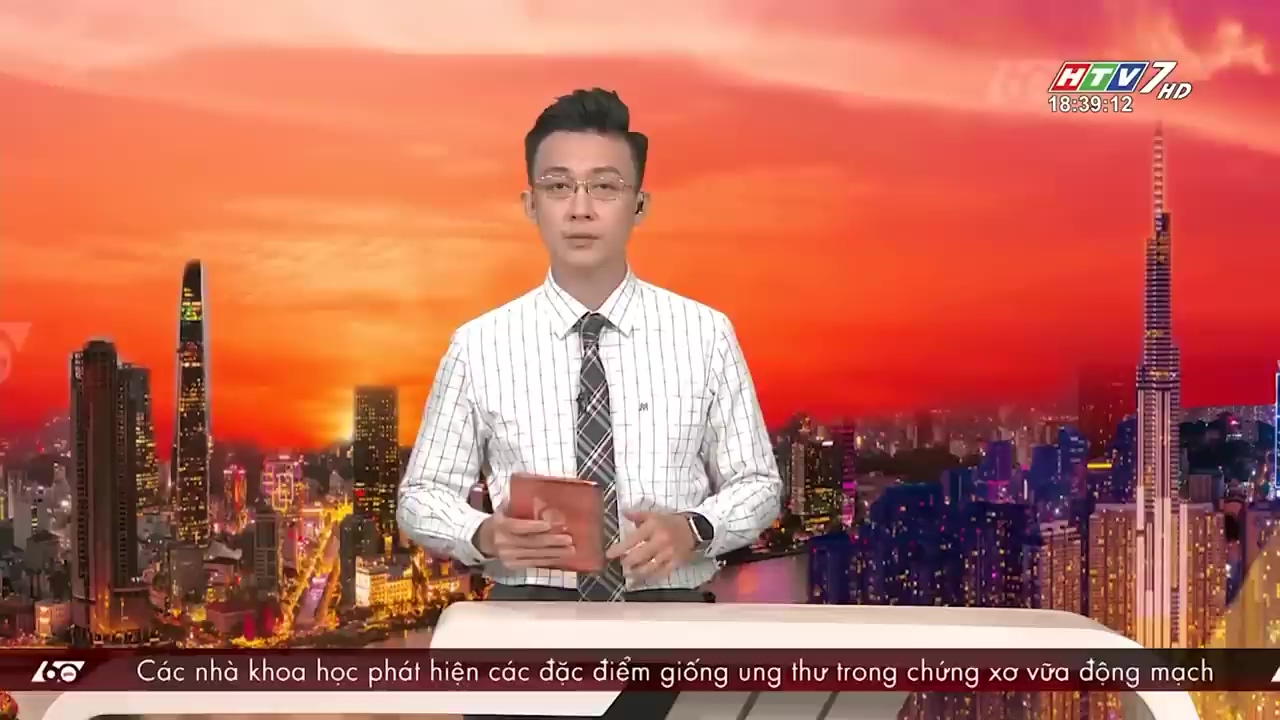 HTV7 HD
18:39:12
60 Các nhà khoa học phát hiện các đặc điểm giống ung thư trong chứng xơ vữa động mạch